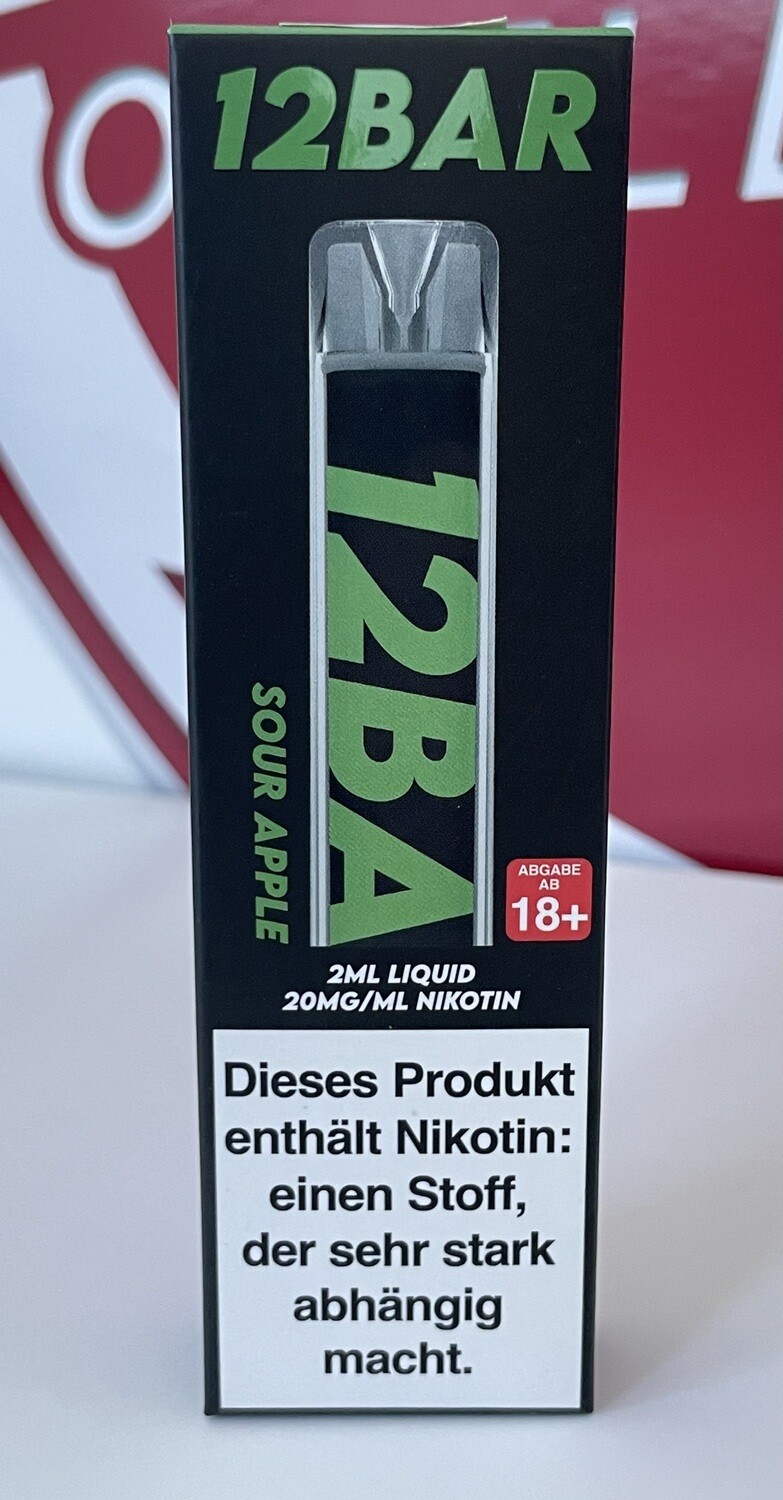 12BAR
12BA
SOUR APPLE
ABGABE
AB
18+
2ML LIQUID
20MG/ML NIKOTIN
Dieses Produkt
enthält Nikotin:
einen Stoff,
der sehr stark
abhängig
macht.